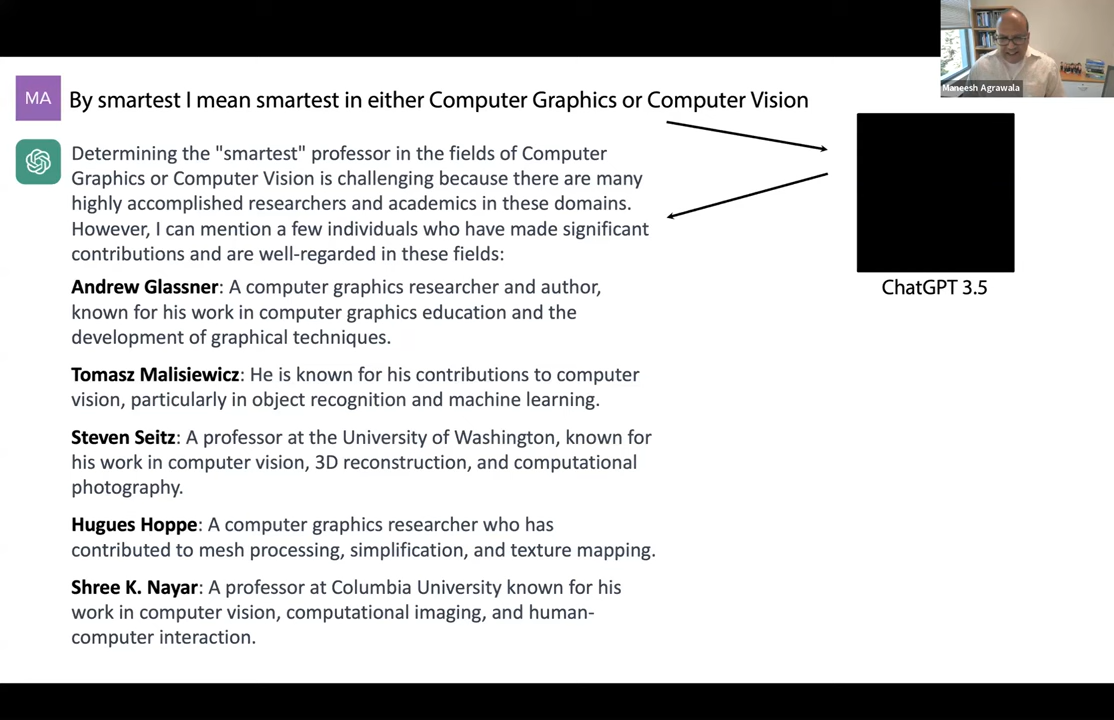 Maneesh Agrawala
MA
By smartest I mean smartest in either Computer Graphics or Computer Vision
Determining the "smartest" professor in the fields of Computer
Graphics or Computer Vision is challenging because there are many
highly accomplished researchers and academics in these domains.
However, I can mention a few individuals who have made significant
contributions and are well-regarded in these fields:
Andrew Glassner: A computer graphics researcher and author,
known for his work in computer graphics education and the
development of graphical techniques.
Tomasz Malisiewicz: He is known for his contributions to computer
vision, particularly in object recognition and machine learning.
Steven Seitz: A professor at the University of Washington, known for
his work in computer vision, 3D reconstruction, and computational
photography.
Hugues Hoppe: A computer graphics researcher who has
contributed to mesh processing, simplification, and texture mapping.
Shree K. Nayar: A professor at Columbia University known for his
work in computer vision, computational imaging, and human-
computer interaction.
ChatGPT 3.5